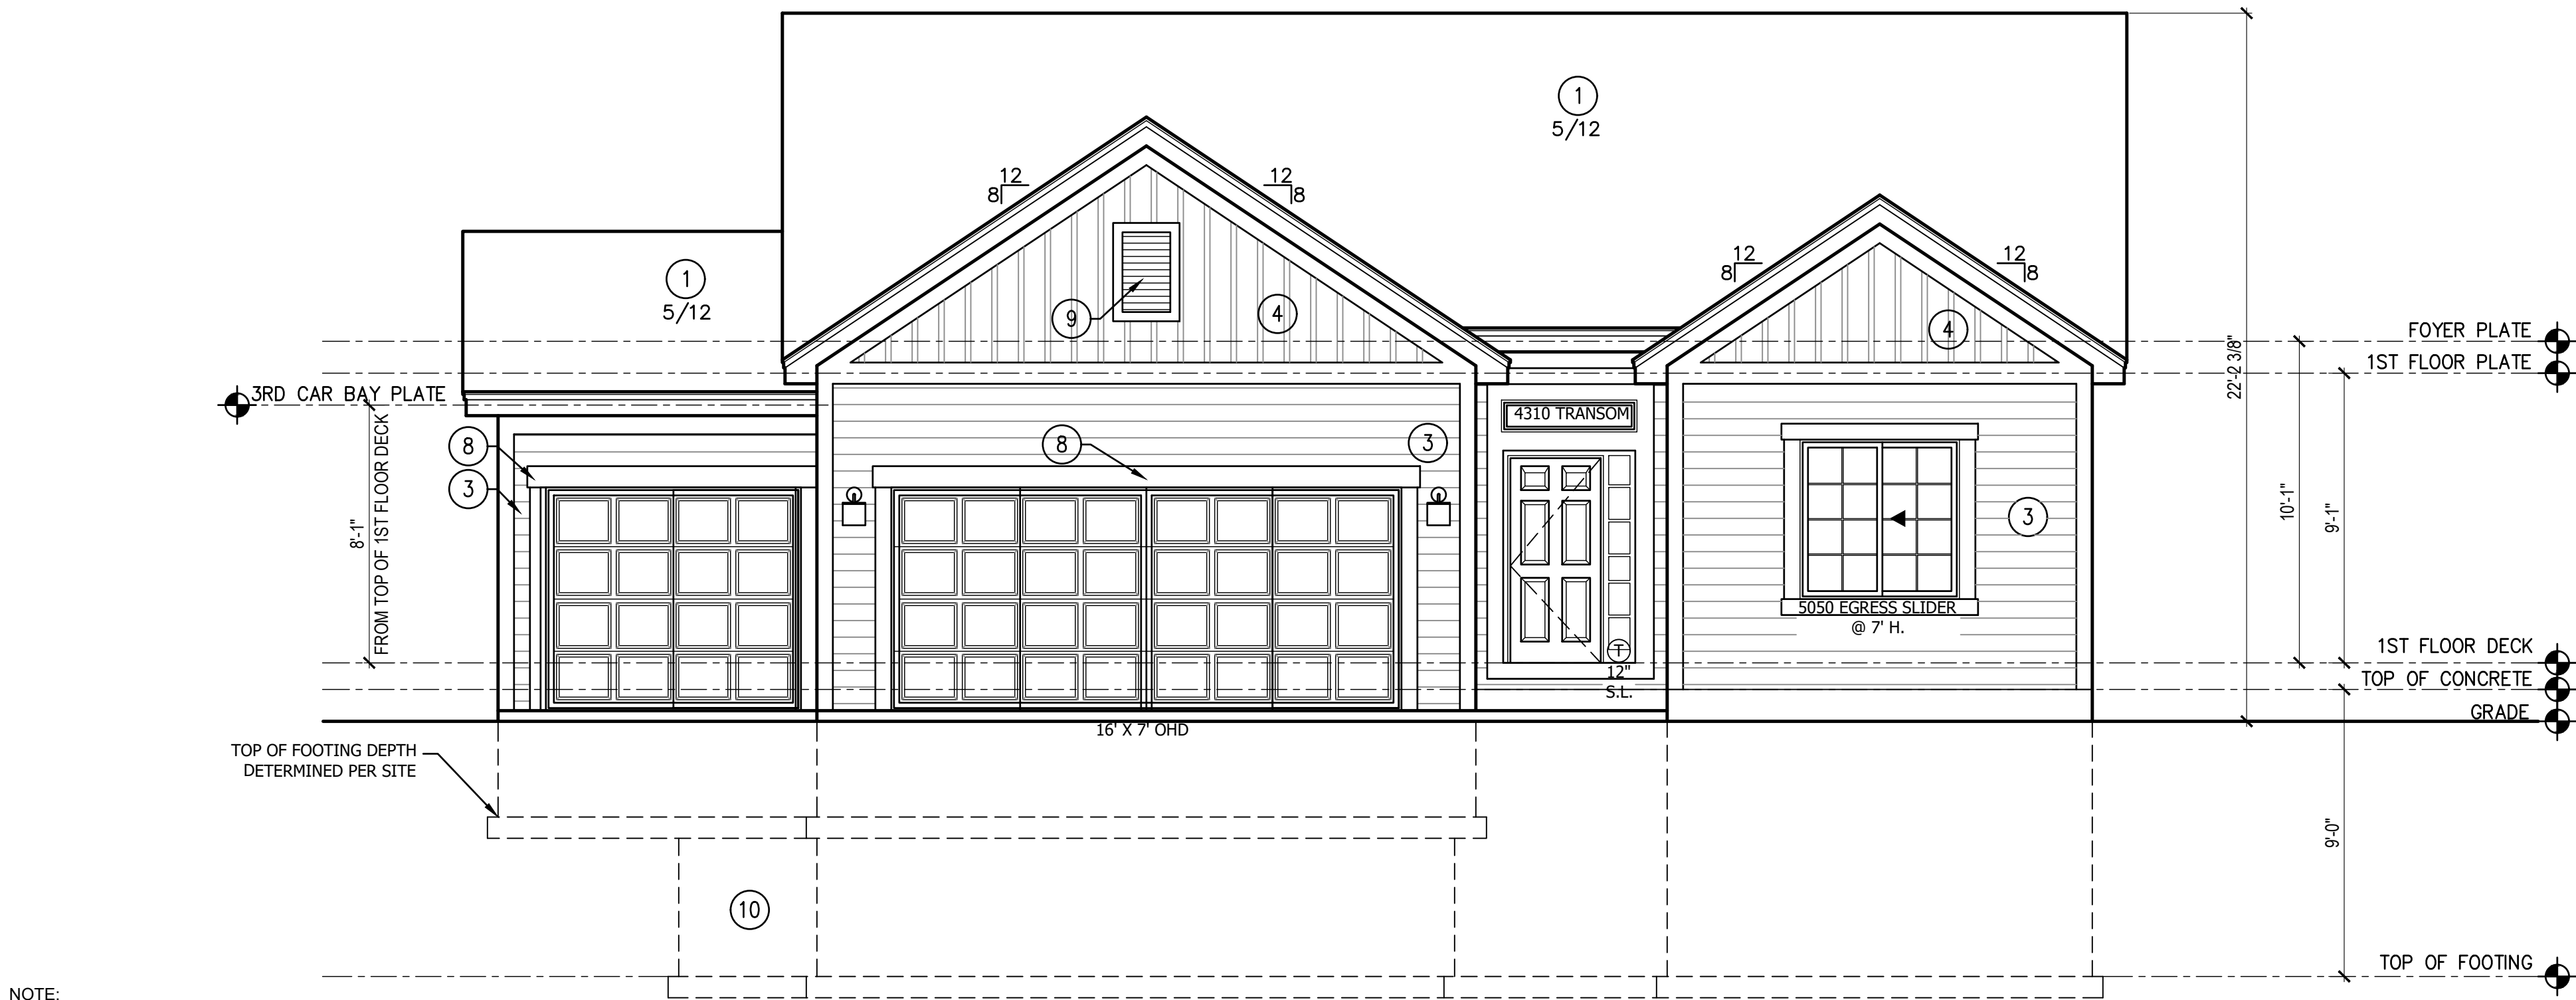 1
5/12
12
8
12
8
12
8
12
8
1
5/12
9
4
4
FOYER PLATE
1ST FLOOR PLATE
22'-2 3/8"
3RD CAR BAY PLATE
8'-1"
FROM TOP OF 1ST FLOOR DECK
8
3
8
3
4310 TRANSOM
3
10'-1"
9'-1"
5050 EGRESS SLIDER
@ 7' H.
T
12"
S.L.
1ST FLOOR DECK
TOP OF CONCRETE
GRADE
16' X 7' OHD
TOP OF FOOTING DEPTH
DETERMINED PER SITE
9'-0"
10
TOP OF FOOTING
NOTE: